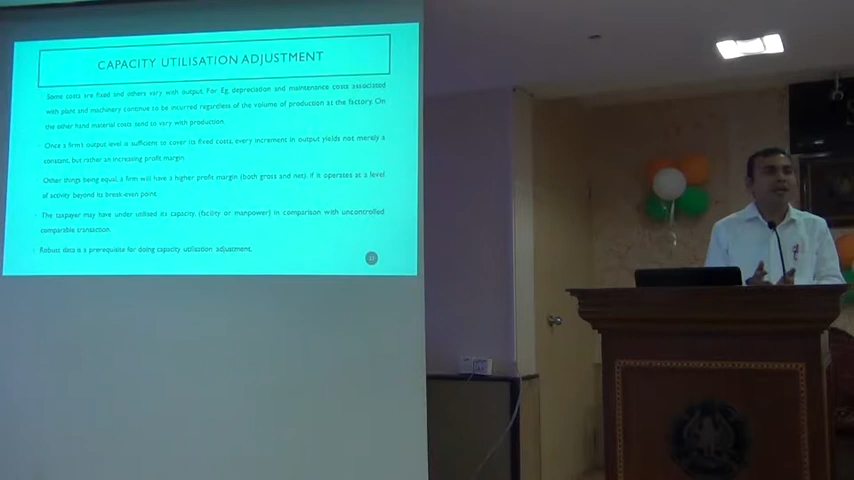 CAPACITY UTILISATION ADJUSTMENT
Some costs are fixed and others vary with output. For Eg. depreciation and maintenance costs associated
with plant and machinery continue to be incurred regardless of the volume of production at the factory. On
the other hand material costs tend to vary with production.
Once a firm's output level is sufficient to cover its fixed costs, every increment in output yields not merely a
constant, but rather an increasing profit margin.
Other things being equal, a firm will have a higher profit margin (both gross and net) if it operates at a level
of activity beyond its break-even point.
The taxpayer may have under utilised its capacity, (facility or manpower) in comparison with uncontrolled
comparable transaction.
Robust data is a prerequisite for doing capacity utilisation adjustment.